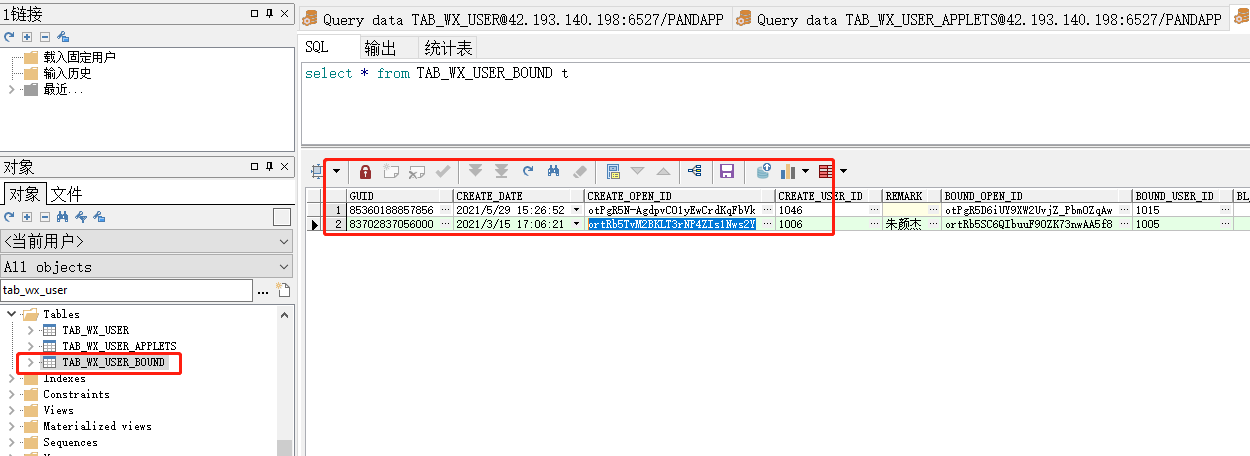 1链接
载入固定用户
输入历史
最近...
Query data TAB_WX_USER@42.193.140.198:6527/PANDAPP
Query data TAB_WX_USER_APPLETS@42.193.140.198:6527/PANDAPP
SQL 输出 统计表
select * from TAB_WX_USER_BOUND t
对象
对象 文件
<当前用户>
All objects
tab_wx_user
Tables
TAB_WX_USER
TAB_WX_USER_APPLETS
TAB_WX_USER_BOUND
Indexes
Constraints
Views
Materialized views
Sequences
GUID CREATE_DATE CREATE_OPEN_ID CREATE_USER_ID REMARK BOUND_OPEN_ID BOUND_USER_ID BL
1 85360188857856 2021/5/29 15:26:52 otPgR5N-AgdpvC01yEwCrdKqFbVk 1046 otPgR5D6iUY9XW2UvjZ_PbmOZqAw 1015
2 83702837056000 2021/3/15 17:06:21 ortRb5TvM2BKLT3rNP4ZIs1Nws2Y 1006 朱颜杰 ortRb5SC6QIbuuF9OZK73nwAA5f8 1005